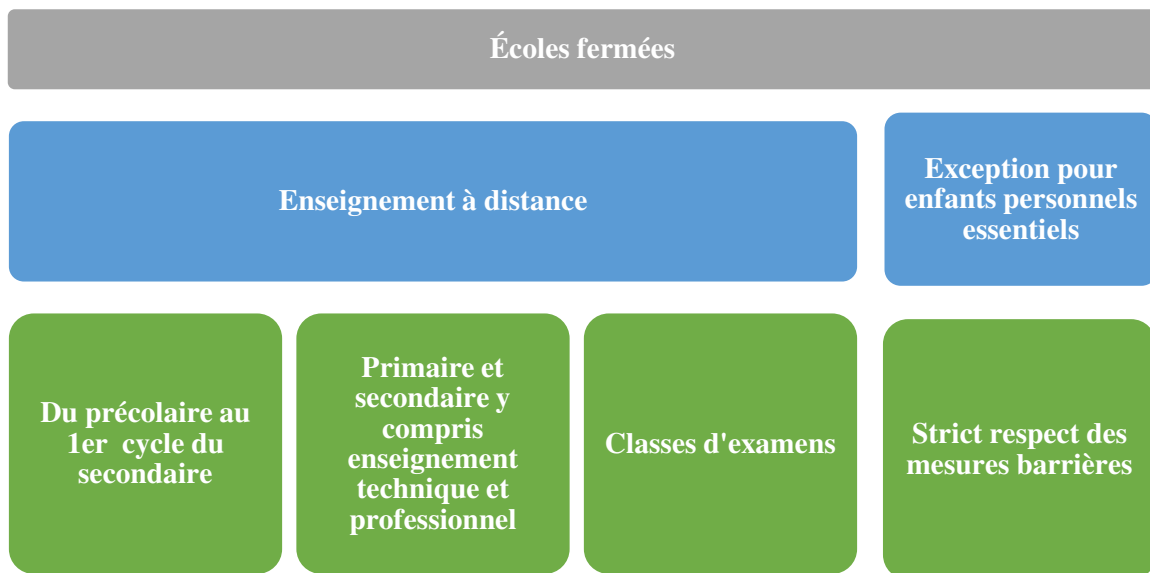 Écoles fermées
Enseignement à distance
Exception pour
enfants personnels
essentiels
Du précolaire au
1er cycle du
secondaire
Primaire et
secondaire y
compris
enseignement
technique et
professionnel
Classes d'examens
Strict respect des
mesures barrières